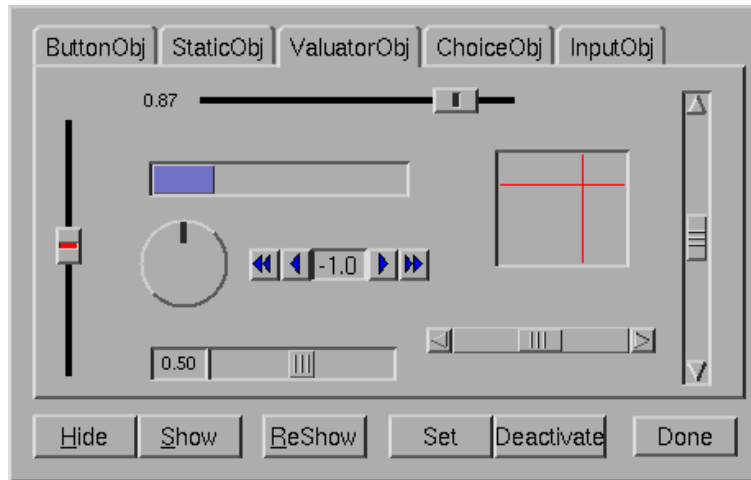 ButtonObj StaticObj ValuatorObj ChoiceObj InputObj
0.87
-1.0
0.50
Hide Show ReShow Set Deactivate Done